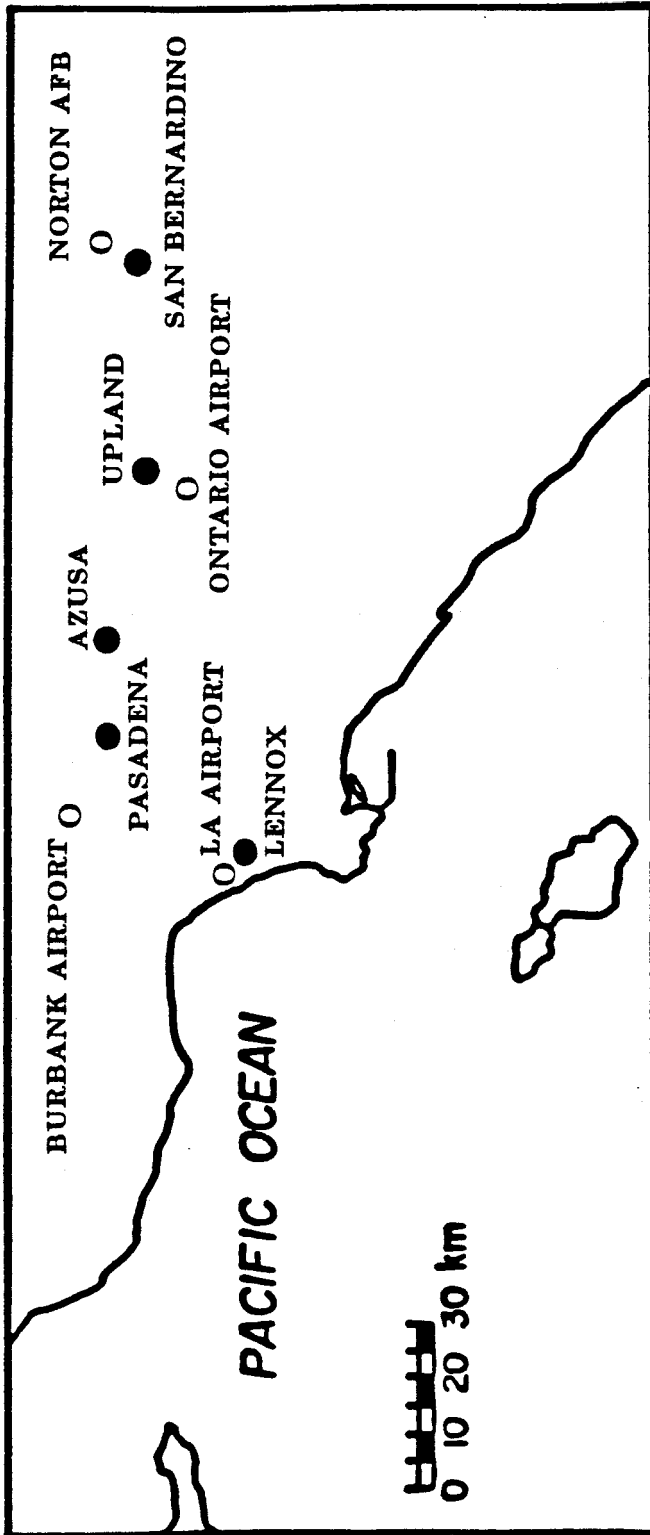 NORTON AFB
SAN BERNARDINO
UPLAND
ONTARIO AIRPORT
AZUSA
PASADENA
BURBANK AIRPORT
LA AIRPORT
LENNOX
PACIFIC OCEAN
0 10 20 30 km